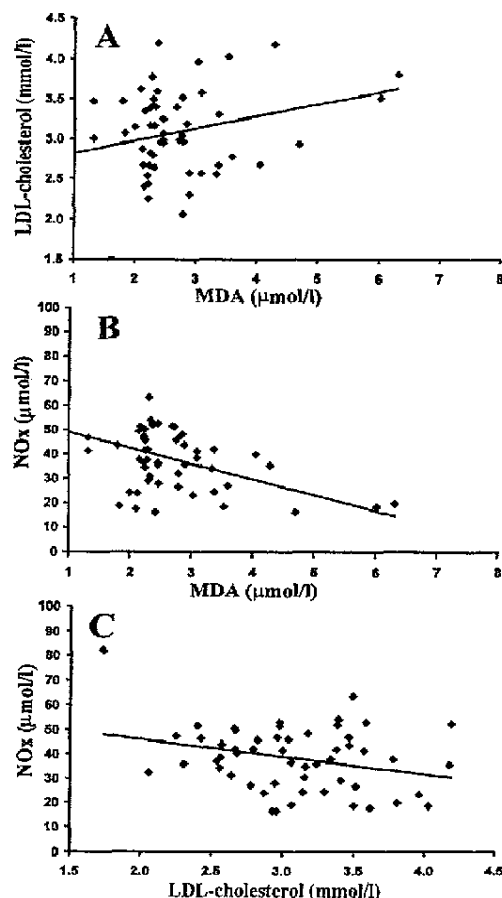 A
LDL-cholesterol (mmol/l)
4.5
4.0
3.5
3.0
2.5
2.0
1.5
1 2 3 4 5 6 7 8
MDA (µmol/l)
B
NOx (µmol/l)
100
90
80
70
60
50
40
30
20
10
0
1 2 3 4 5 6 7 8
MDA (µmol/l)
C
NOx (µmol/l)
100
90
80
70
60
50
40
30
20
10
0
1.5 2.0 2.5 3.0 3.5 4.0 4.5
LDL-cholesterol (mmol/l)